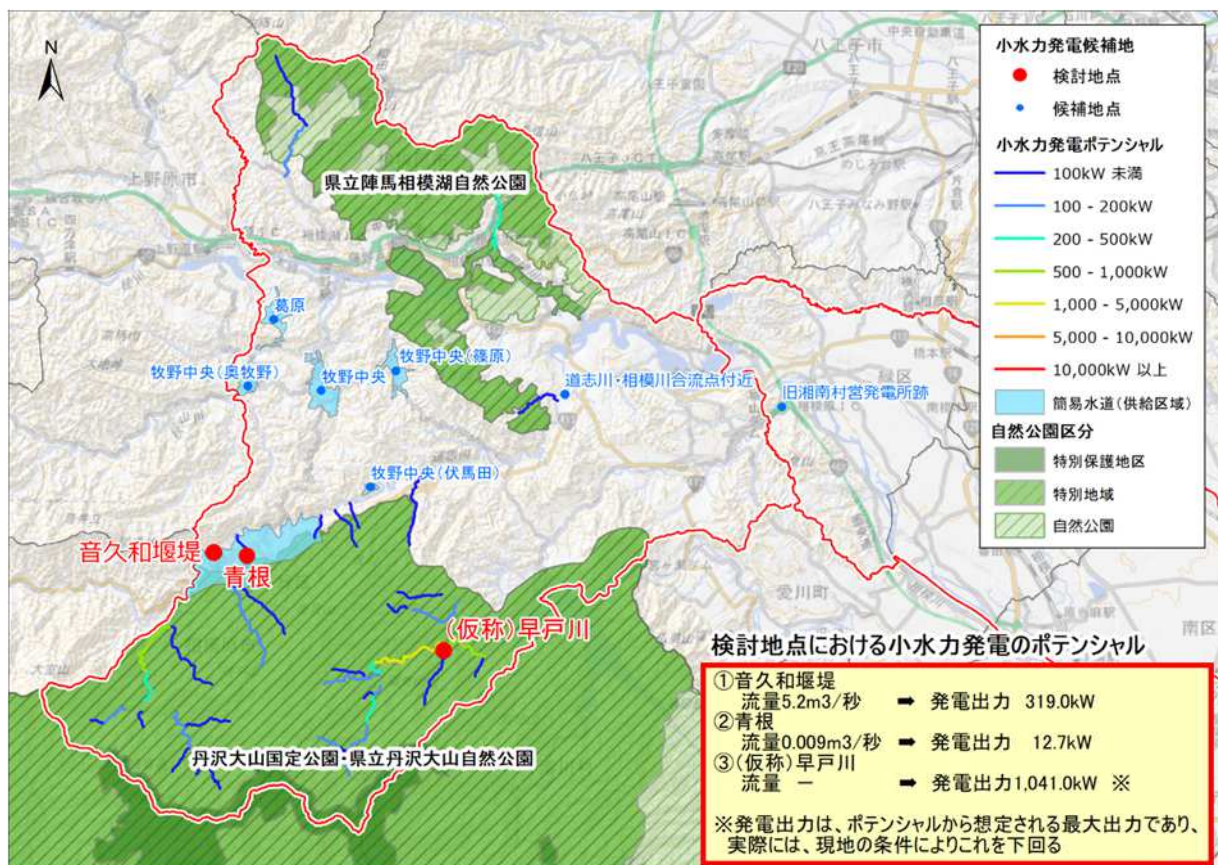 N
県立陣馬相模湖自然公園
八王子市
上野原市
葛原
牧野中央(篠原)
牧野中央(奥牧野)
牧野中央
道志川・相模川合流点付近
旧湘南村営発電所跡
緑区
橋本駅
牧野中央(伏馬田)
音久和堰堤
青根
(仮称)早戸川
愛川町
南区
大室山
丹沢大山国定公園・県立丹沢大山自然公園
小水力発電候補地
検討地点
候補地点
小水力発電ポテンシャル
100kW 未満
100 - 200kW
200 - 500kW
500 - 1,000kW
1,000 - 5,000kW
5,000 - 10,000kW
10,000kW 以上
簡易水道(供給区域)
自然公園区分
特別保護地区
特別地域
自然公園
検討地点における小水力発電のポテンシャル
①音久和堰堤
流量5.2m3/秒 ➡ 発電出力 319.0kW
②青根
流量0.009m3/秒 ➡ 発電出力 12.7kW
③(仮称)早戸川
流量 － ➡ 発電出力1,041.0kW ※
※発電出力は、ポテンシャルから想定される最大出力であり、
実際には、現地の条件によりこれを下回る